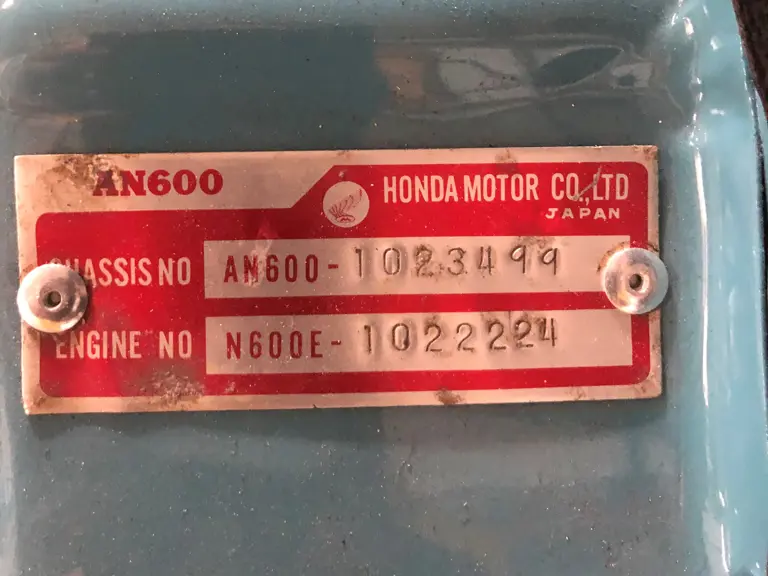 AN600
HONDA MOTOR CO.,LTD
JAPAN
CHASSIS NO AN600-1023499
ENGINE NO N600E-1022224